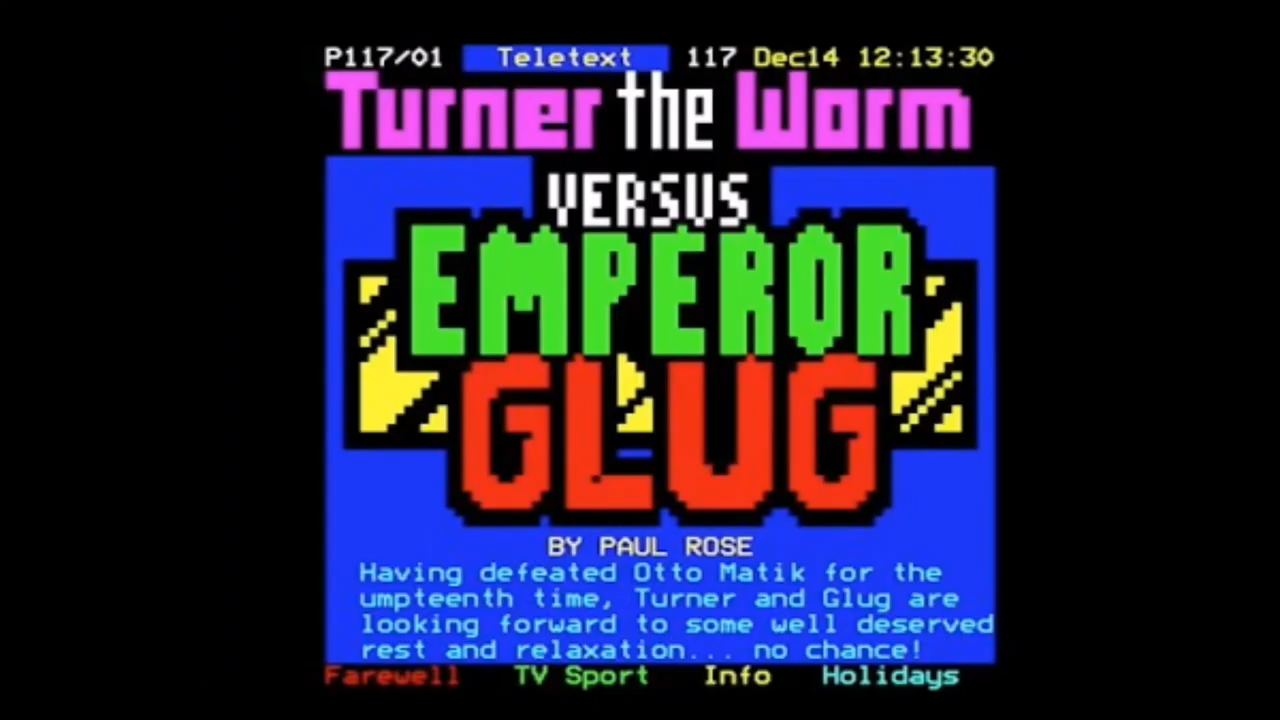 P117/01 Teletext 117 Dec14 12:13:30
Turner the Worm
VERSUS
EMPEROR
GLUG
BY PAUL ROSE
Having defeated Otto Matik for the
umpteenth time, Turner and Glug are
looking forward to some well deserved
rest and relaxation... no chance!
Farewell TV Sport Info Holidays